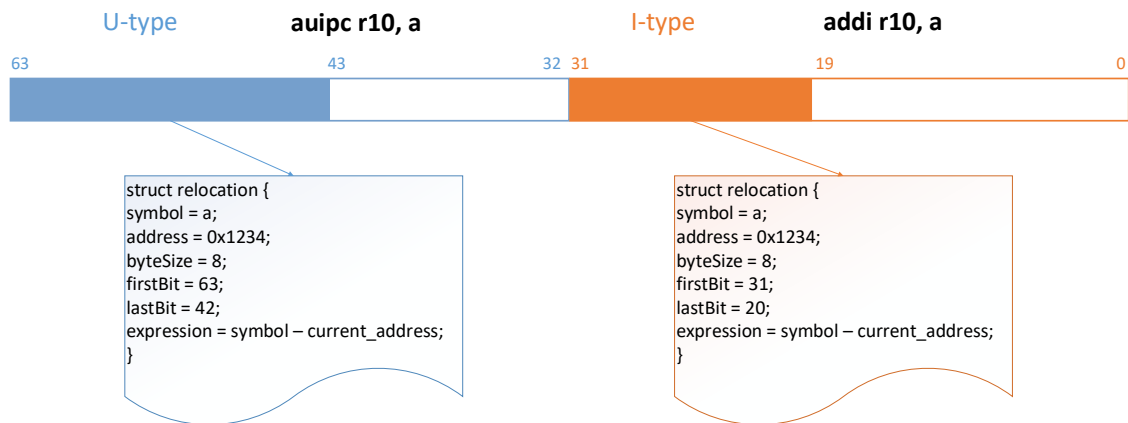 U-type auipc r10, a I-type addi r10, a
63 43 32 31 19 0
struct relocation {
symbol = a;
address = 0x1234;
byteSize = 8;
firstBit = 63;
lastBit = 42;
expression = symbol – current_address;
}
struct relocation {
symbol = a;
address = 0x1234;
byteSize = 8;
firstBit = 31;
lastBit = 20;
expression = symbol – current_address;
}